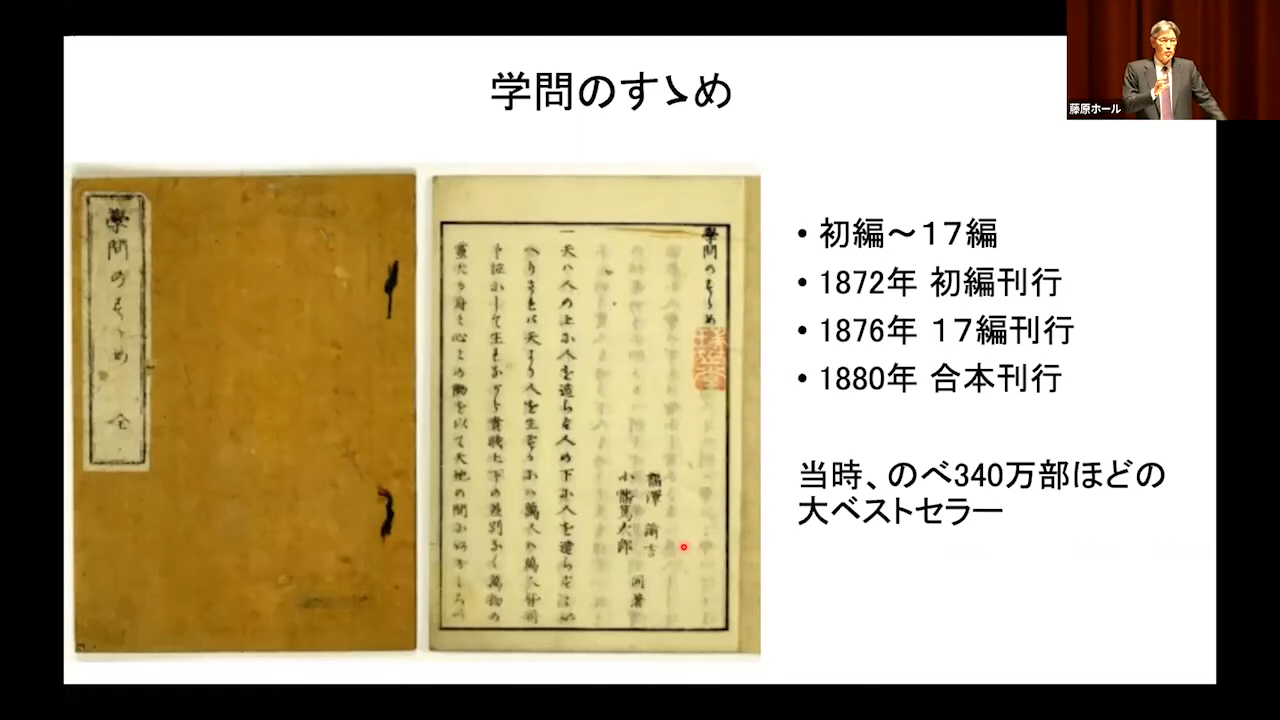 学問のすゝめ
藤原ホール
學問のすゝめ 全
學問のすゝめ
福澤諭吉
小幡篤次郎
同著
一天ハ人の上に人を造らず人の下に人を造らずと
• 初編～１７編
• 1872年 初編刊行
• 1876年 １７編刊行
• 1880年 合本刊行
当時、のべ340万部ほどの
大ベストセラー